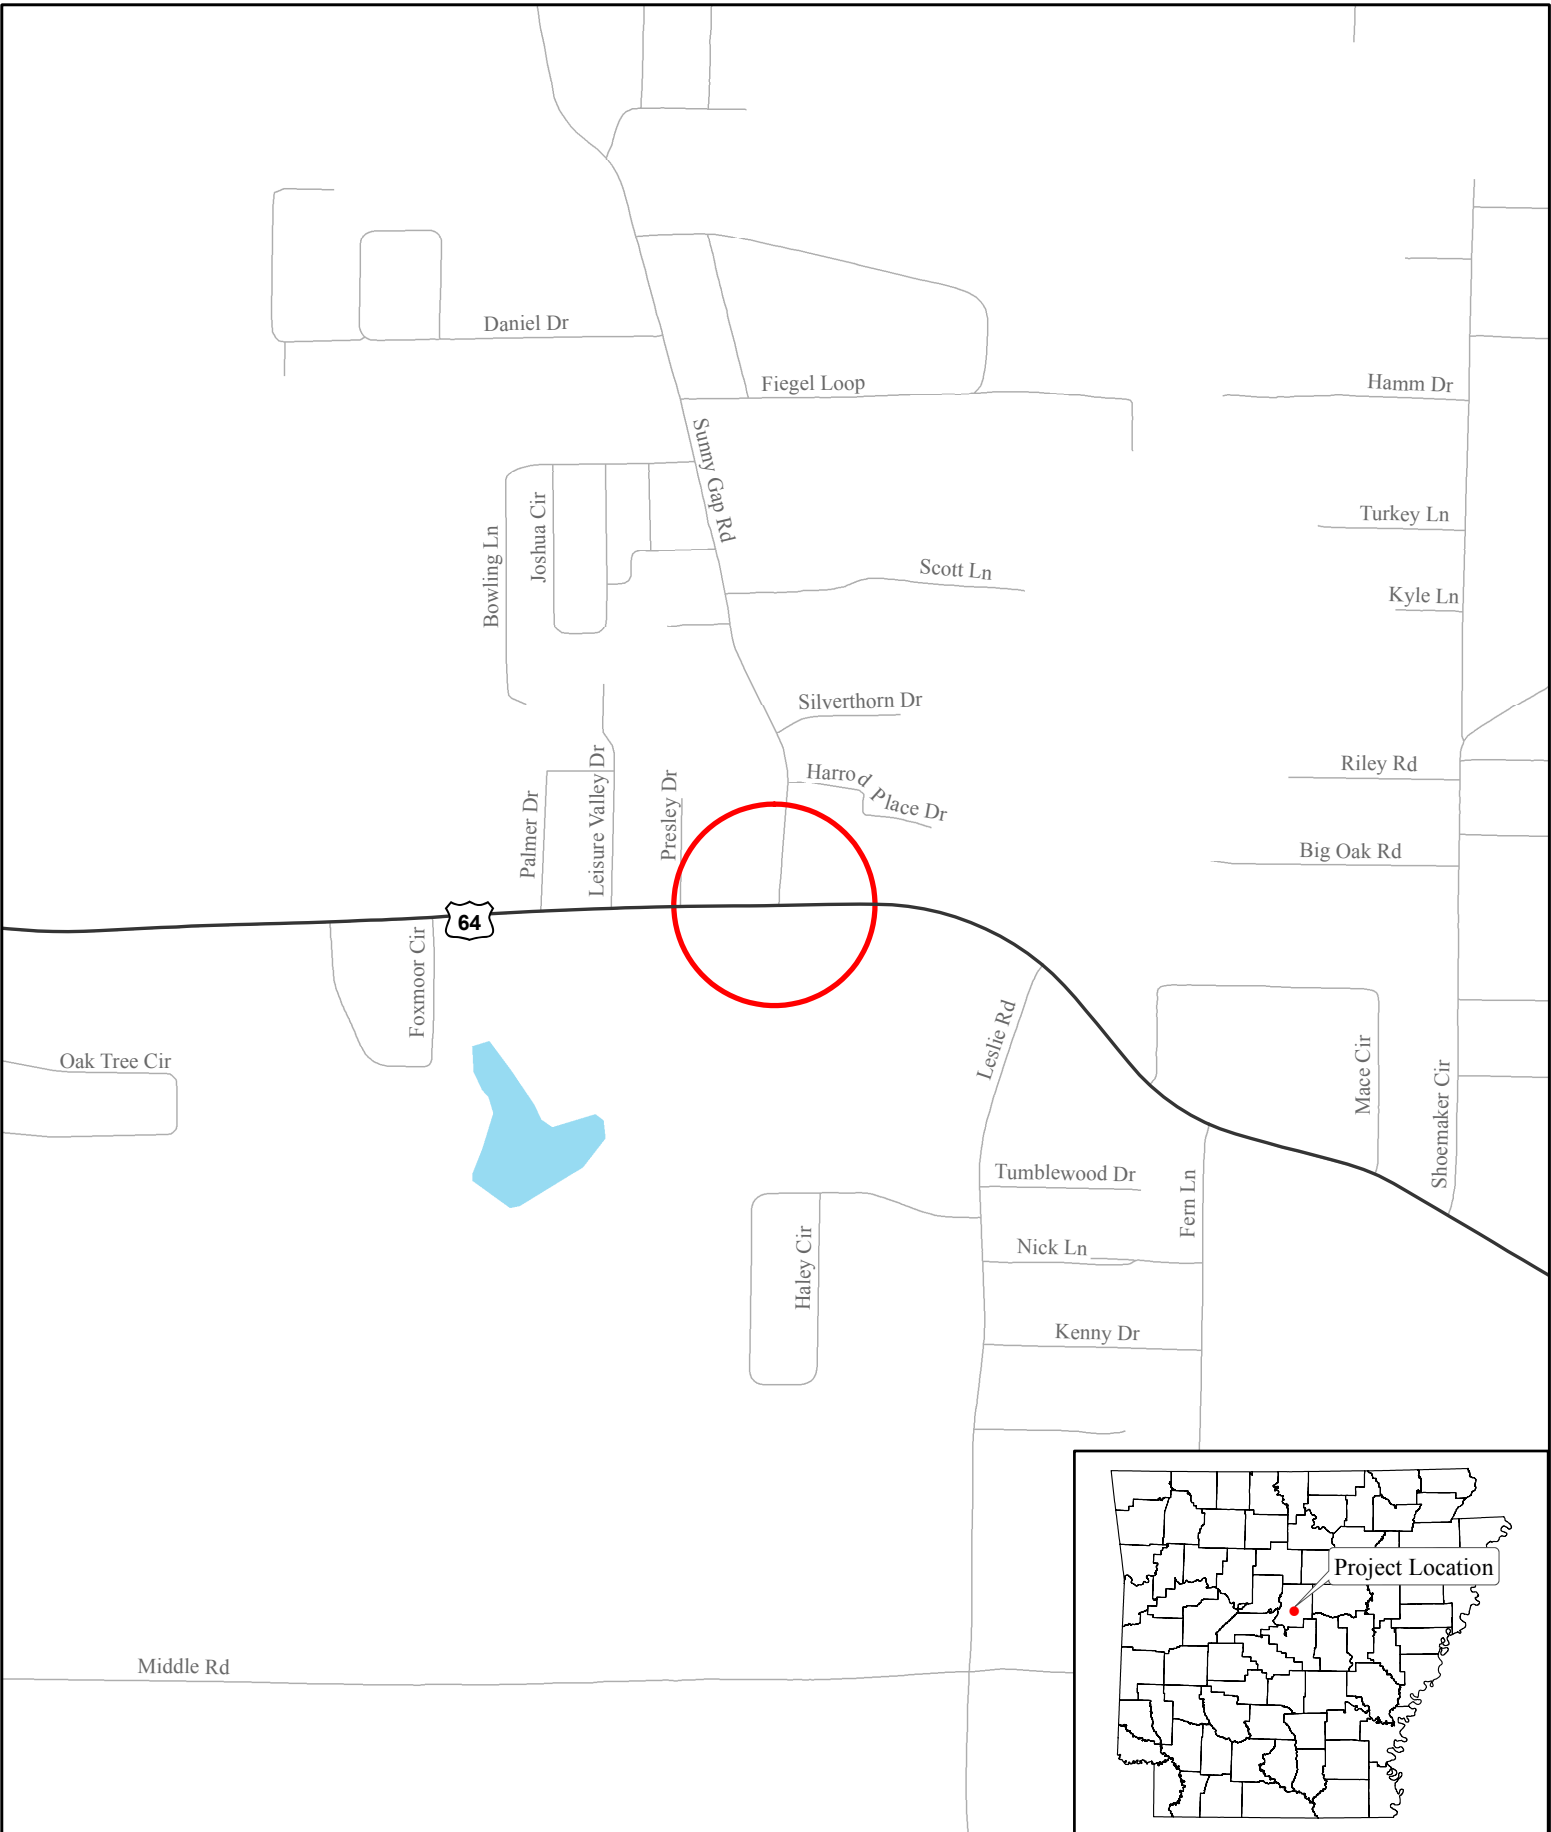 Daniel Dr
Fiegel Loop
Hamm Dr
Sunny Gap Rd
Joshua Cir
Bowling Ln
Turkey Ln
Scott Ln
Kyle Ln
Silverthorn Dr
Harrod Place Dr
Riley Rd
Palmer Dr
Leisure Valley Dr
Presley Dr
Big Oak Rd
64
Foxmoor Cir
Oak Tree Cir
Leslie Rd
Mace Cir
Shoemaker Cir
Tumblewood Dr
Fern Ln
Haley Cir
Nick Ln
Kenny Dr
Project Location
Middle Rd